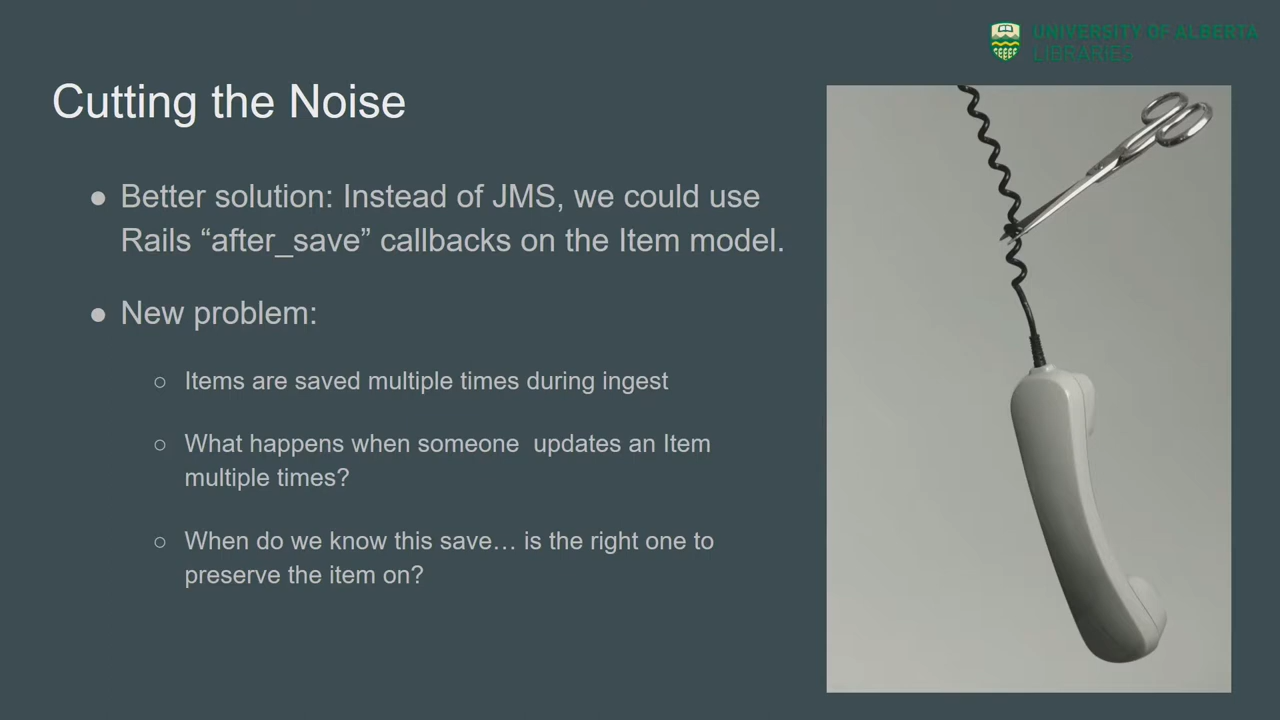 UNIVERSITY OF ALBERTA
LIBRARIES
Cutting the Noise
● Better solution: Instead of JMS, we could use
Rails “after_save” callbacks on the Item model.
● New problem:
○ Items are saved multiple times during ingest
○ What happens when someone  updates an Item
multiple times?
○ When do we know this save… is the right one to
preserve the item on?